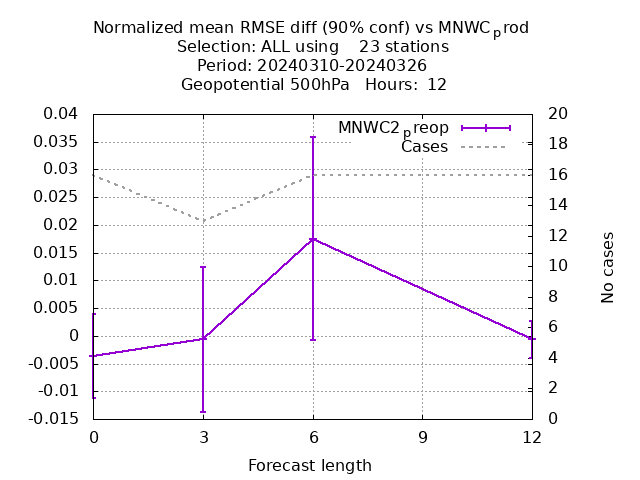 Normalized mean RMSE diff (90% conf) vs MNWCprod
Selection: ALL using 23 stations
Period: 20240310-20240326
Geopotential 500hPa Hours: 12
MNWC2preop
Cases
0.04
0.035
0.03
0.025
0.02
0.015
0.01
0.005
0
-0.005
-0.01
-0.015
20
18
16
14
12
10
8
6
4
2
0
No cases
0 3 6 9 12
Forecast length